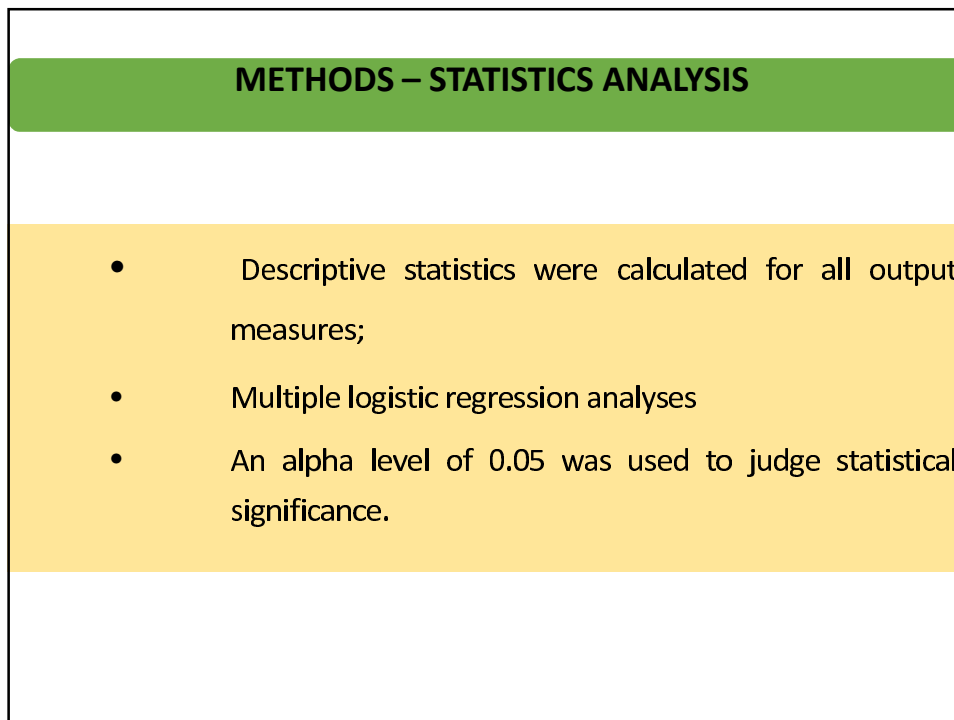 METHODS – STATISTICS ANALYSIS
• Descriptive statistics were calculated for all output
measures;
• Multiple logistic regression analyses
• An alpha level of 0.05 was used to judge statistical
significance.